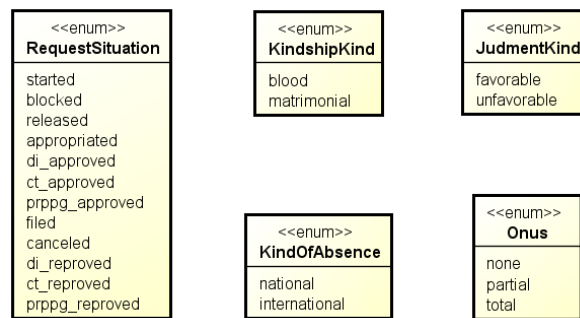 <<enum>>
RequestSituation
started
blocked
released
appropriated
di_approved
ct_approved
prppg_approved
filed
canceled
di_reproved
ct_reproved
prppg_reproved
<<enum>>
KindshipKind
blood
matrimonial
<<enum>>
JudmentKind
favorable
unfavorable
<<enum>>
KindOfAbsence
national
international
<<enum>>
Onus
none
partial
total